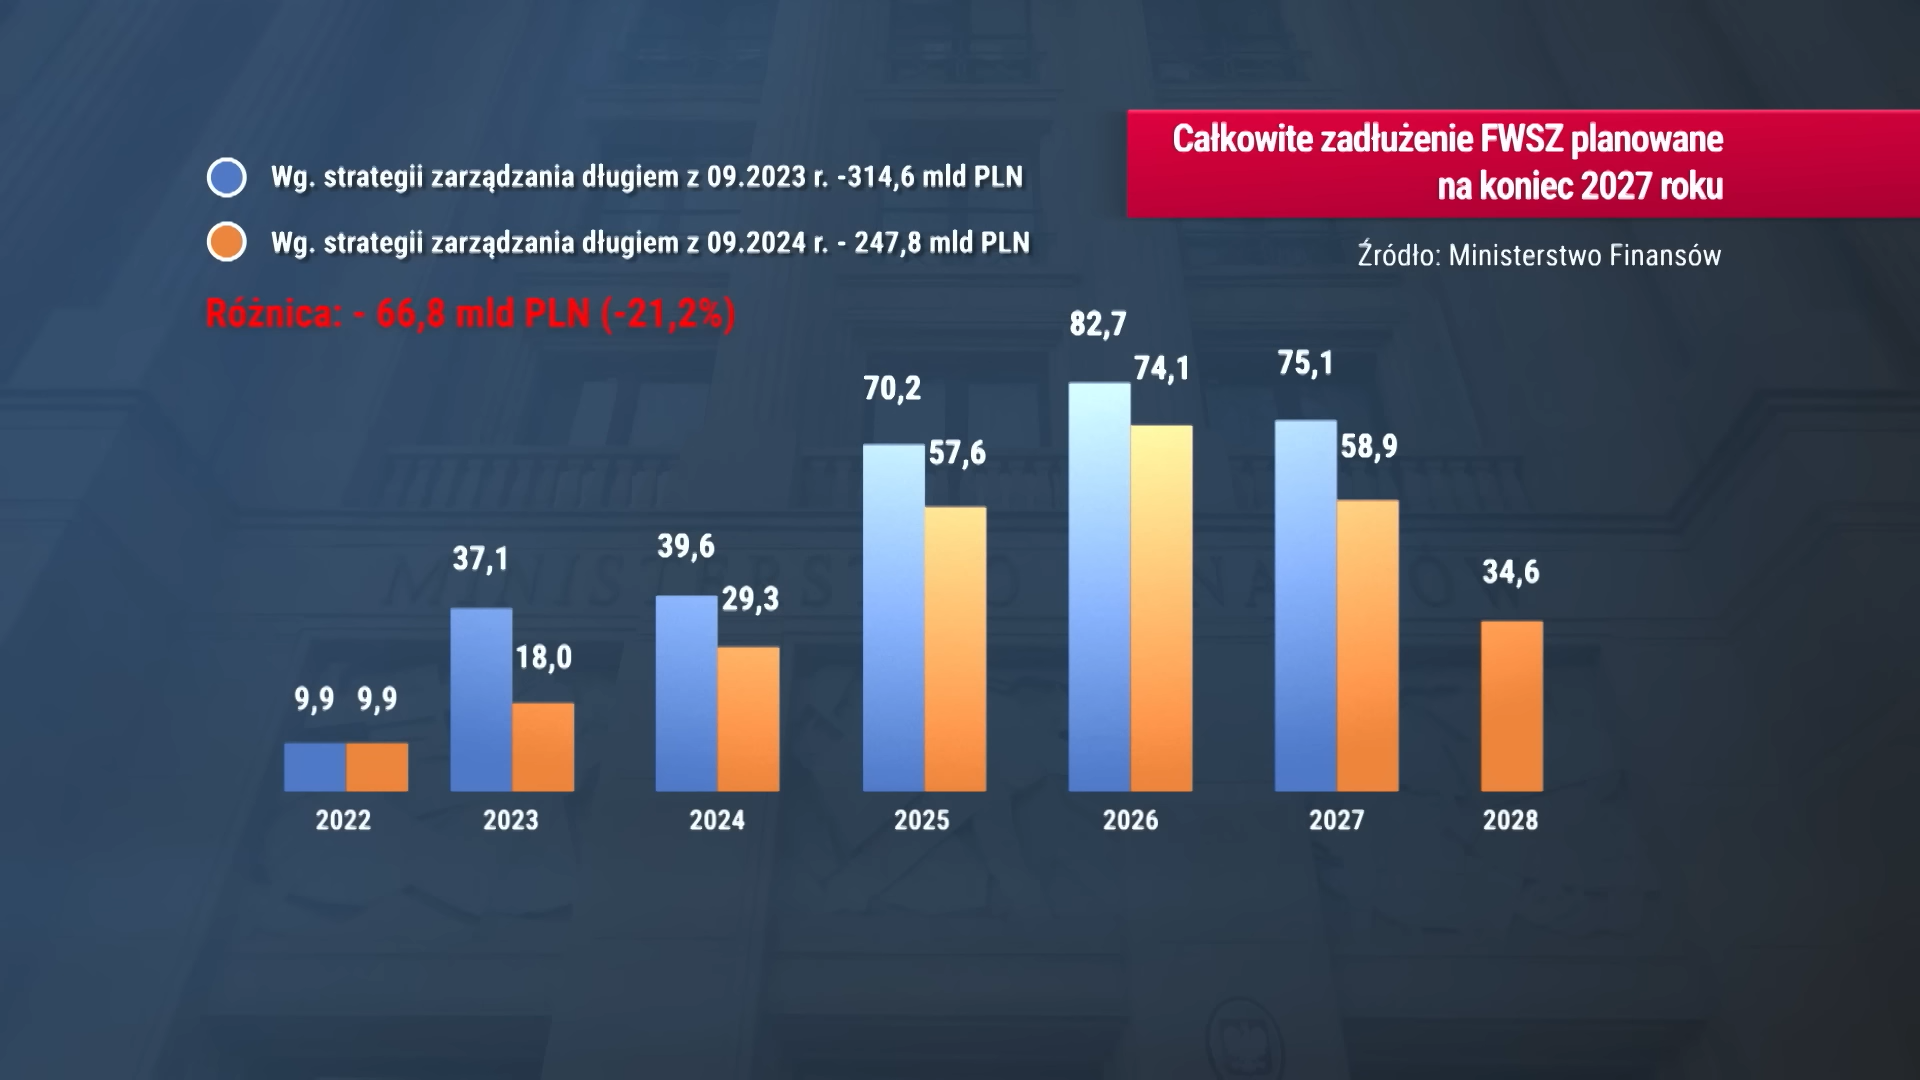 Całkowite zadłużenie FWSZ planowane
na koniec 2027 roku
Źródło: Ministerstwo Finansów
Wg. strategii zarządzania długiem z 09.2023 r. -314,6 mld PLN
Wg. strategii zarządzania długiem z 09.2024 r. - 247,8 mld PLN
Różnica: - 66,8 mld PLN (-21,2%)
9,9 9,9
37,1 18,0
39,6 29,3
70,2 57,6
82,7 74,1
75,1 58,9
34,6
2022 2023 2024 2025 2026 2027 2028
MINISTERSTWO FINANSÓW